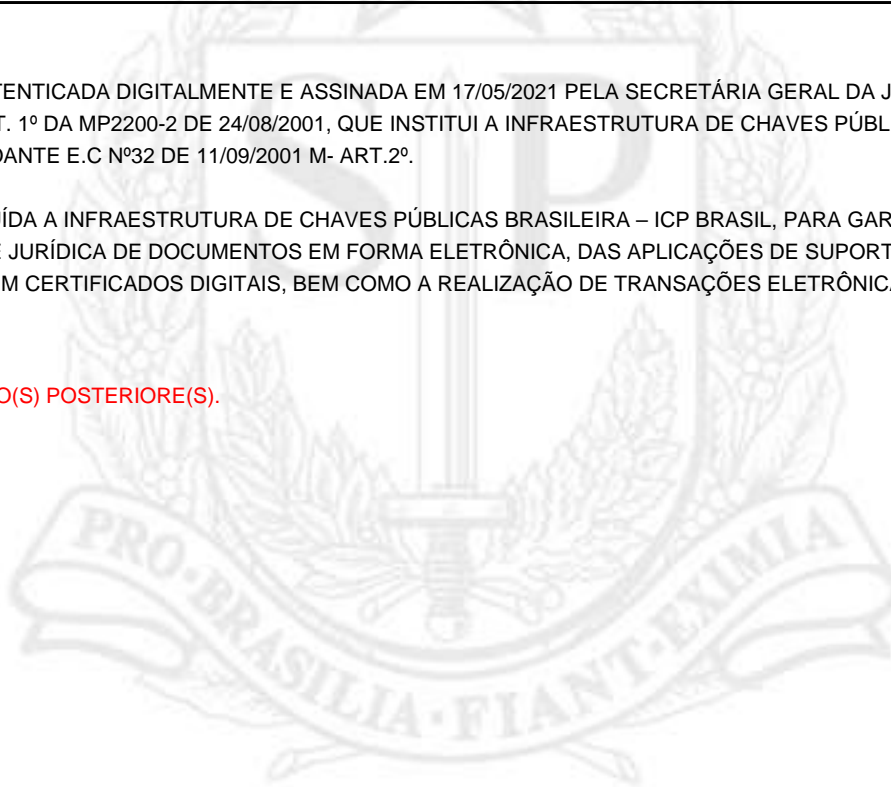 TENTICADA DIGITALMENTE E ASSINADA EM 17/05/2021 PELA SECRETÁRIA GERAL DA J
T. 1º DA MP2200-2 DE 24/08/2001, QUE INSTITUI A INFRAESTRUTURA DE CHAVES PÚBL
DANTE E.C Nº32 DE 11/09/2001 M- ART.2º.
ÍDA A INFRAESTRUTURA DE CHAVES PÚBLICAS BRASILEIRA – ICP BRASIL, PARA GAR
E JURÍDICA DE DOCUMENTOS EM FORMA ELETRÔNICA, DAS APLICAÇÕES DE SUPORT
M CERTIFICADOS DIGITAIS, BEM COMO A REALIZAÇÃO DE TRANSAÇÕES ELETRÔNICA
O(S) POSTERIORE(S).
SP
PRO·BRASILIA·FIANT·EXIMIA